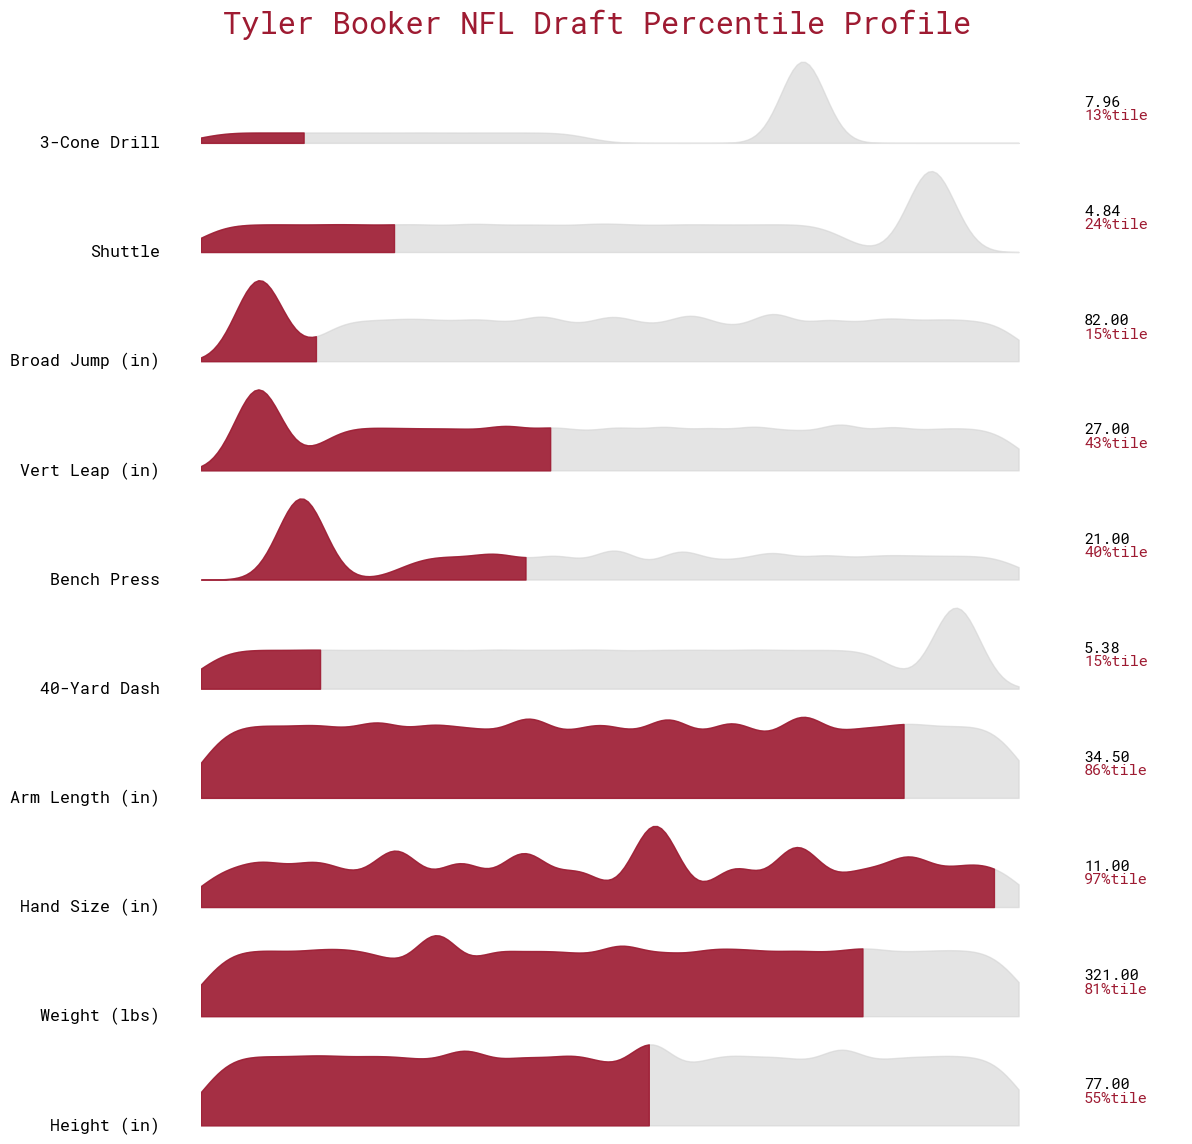 Tyler Booker NFL Draft Percentile Profile
3-Cone Drill
7.96
13%tile
Shuttle
4.84
24%tile
Broad Jump (in)
82.00
15%tile
Vert Leap (in)
27.00
43%tile
Bench Press
21.00
40%tile
40-Yard Dash
5.38
15%tile
Arm Length (in)
34.50
86%tile
Hand Size (in)
11.00
97%tile
Weight (lbs)
321.00
81%tile
Height (in)
77.00
55%tile